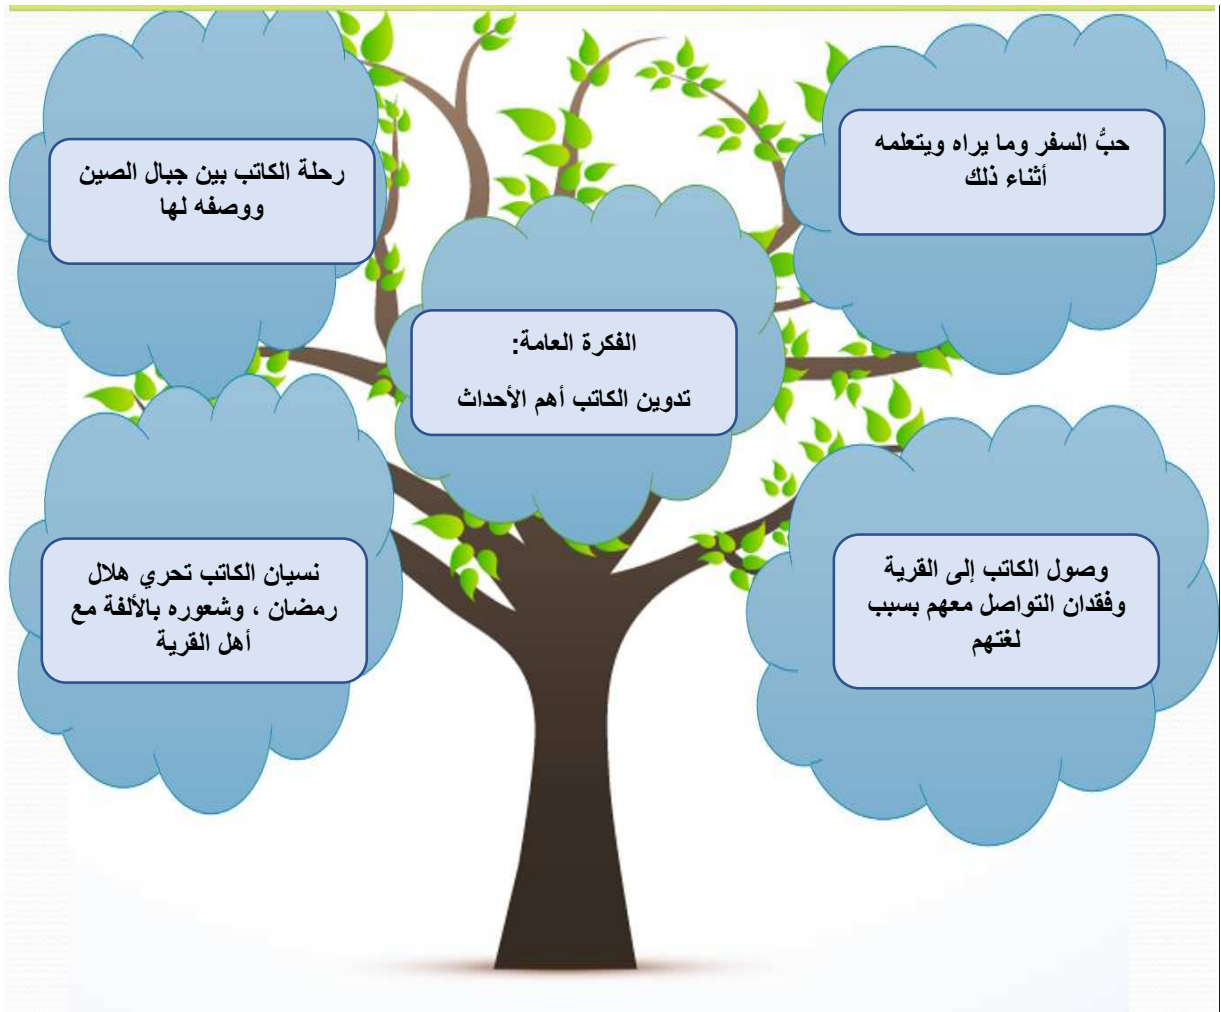 حبُّ السفر وما يراه ويتعلمه
أثناء ذلك
رحلة الكاتب بين جبال الصين
ووصفه لها
الفكرة العامة:
تدوين الكاتب أهم الأحداث
وصول الكاتب إلى القرية
وفقدان التواصل معهم بسبب
لغتهم
نسيان الكاتب تحري هلال
رمضان ، وشعوره بالألفة مع
أهل القرية